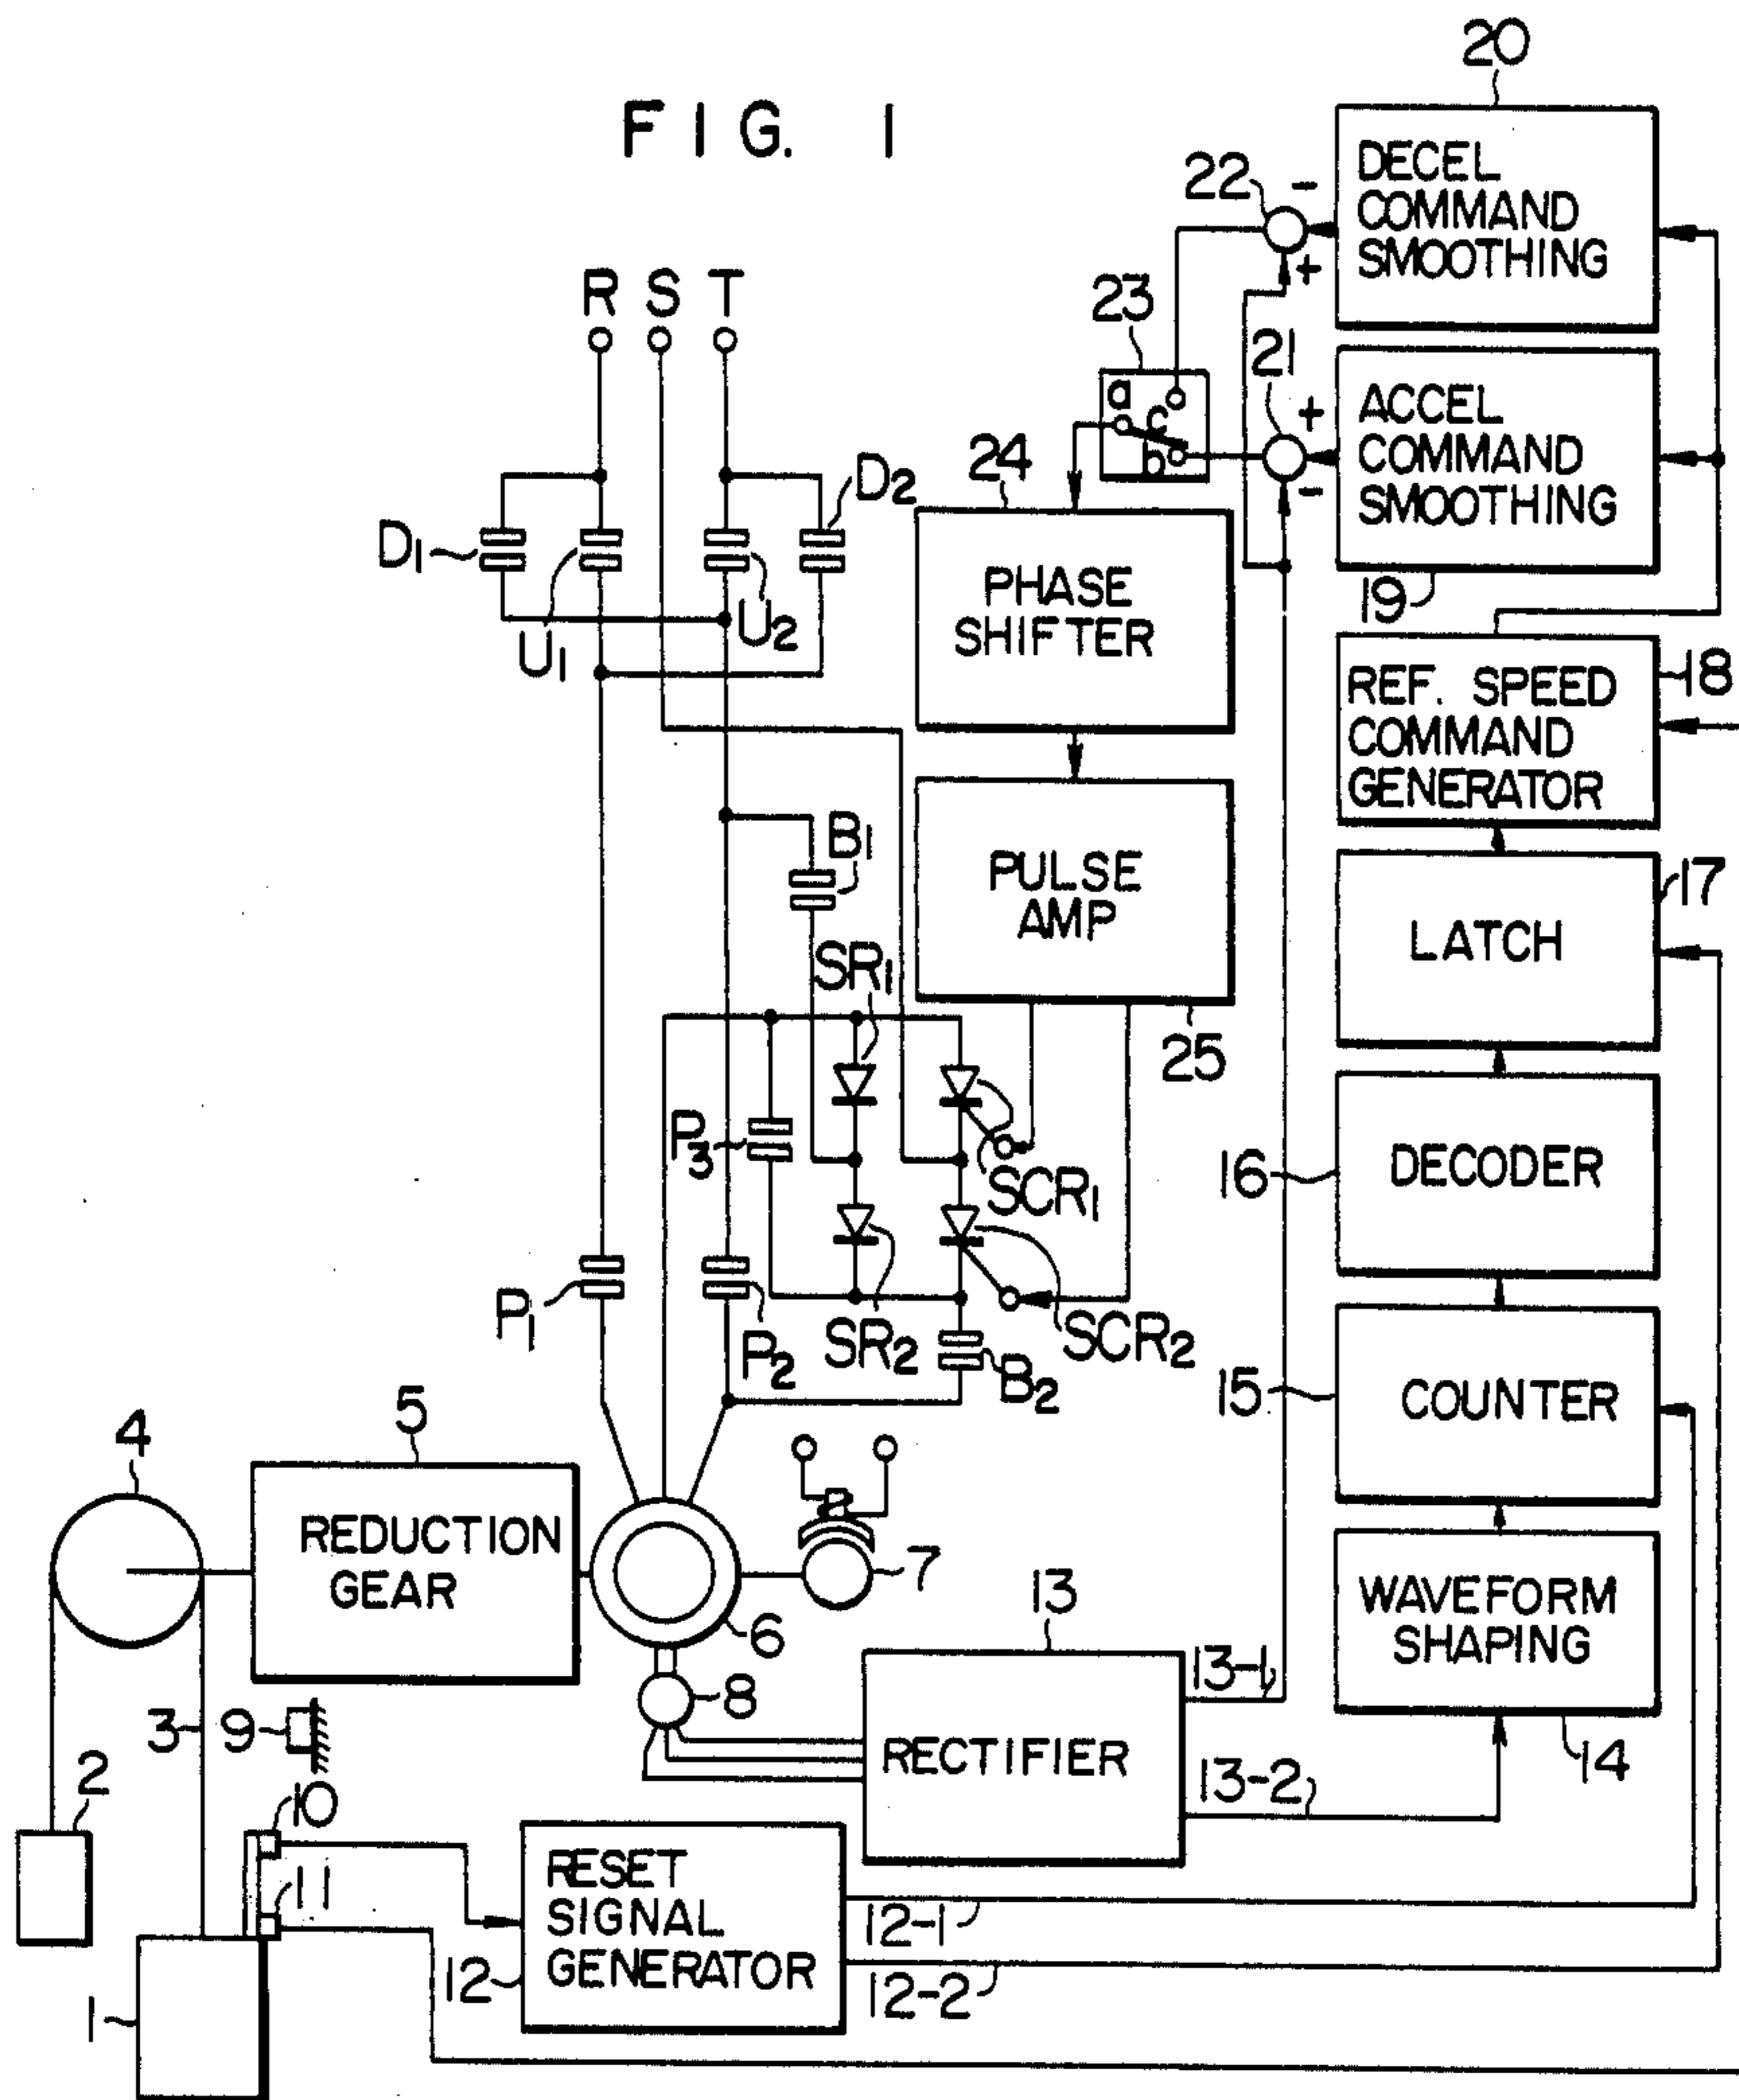 FIG. 1
20
DECEL
COMMAND
SMOOTHING
22
-
+
R S T
23
a
c
b
21
+
-
ACCEL
COMMAND
SMOOTHING
19
24
D1
U1
U2
D2
PHASE
SHIFTER
REF. SPEED
COMMAND
GENERATOR
18
B1
PULSE
AMP
25
LATCH
17
SR1
P3
SCR1
16
DECODER
P1
P2
SR2
SCR2
B2
15
COUNTER
4
5
REDUCTION
GEAR
6
7
8
13
RECTIFIER
13-1
13-2
WAVEFORM
SHAPING
14
3
9
2
10
11
RESET
SIGNAL
GENERATOR
12
12-1
12-2
1